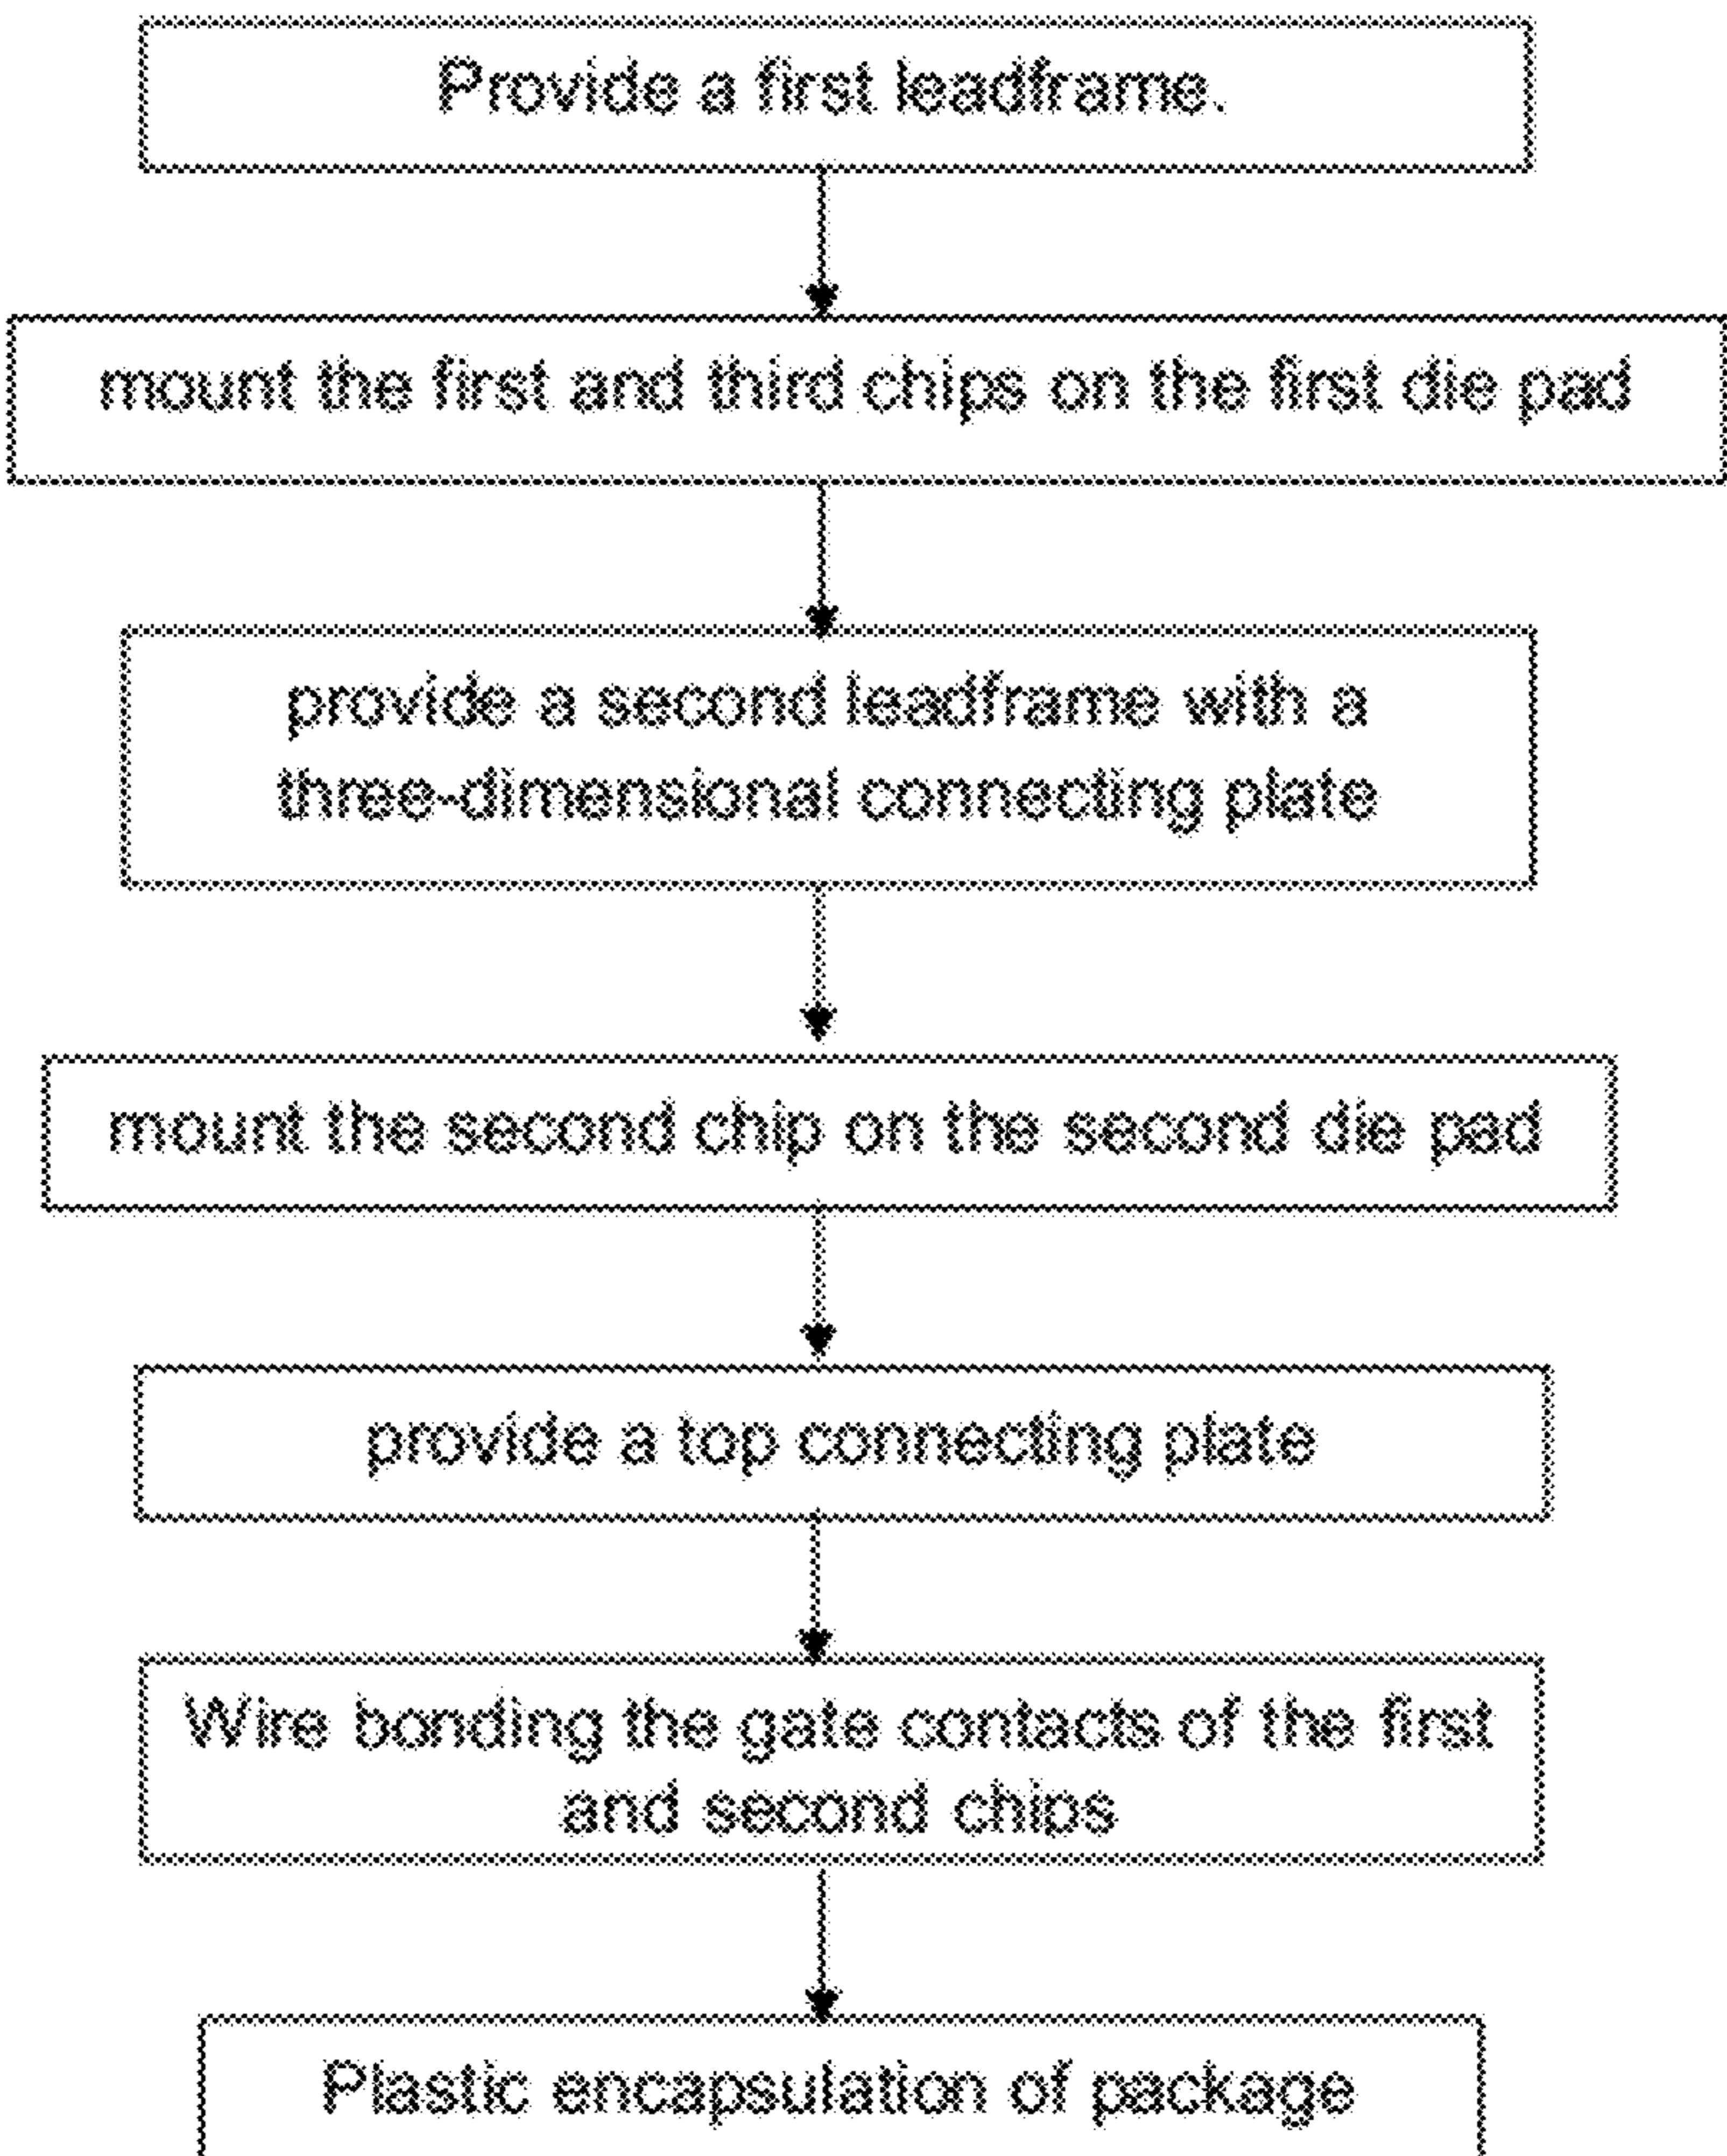 Provide a first leadframe.
mount the first and third chips on the first die pad
provide a second leadframe with a
three-dimensional connecting plate
mount the second chip on the second die pad
provide a top connecting plate
Wire bonding the gate contacts of the first
and second chips
Plastic encapsulation of package